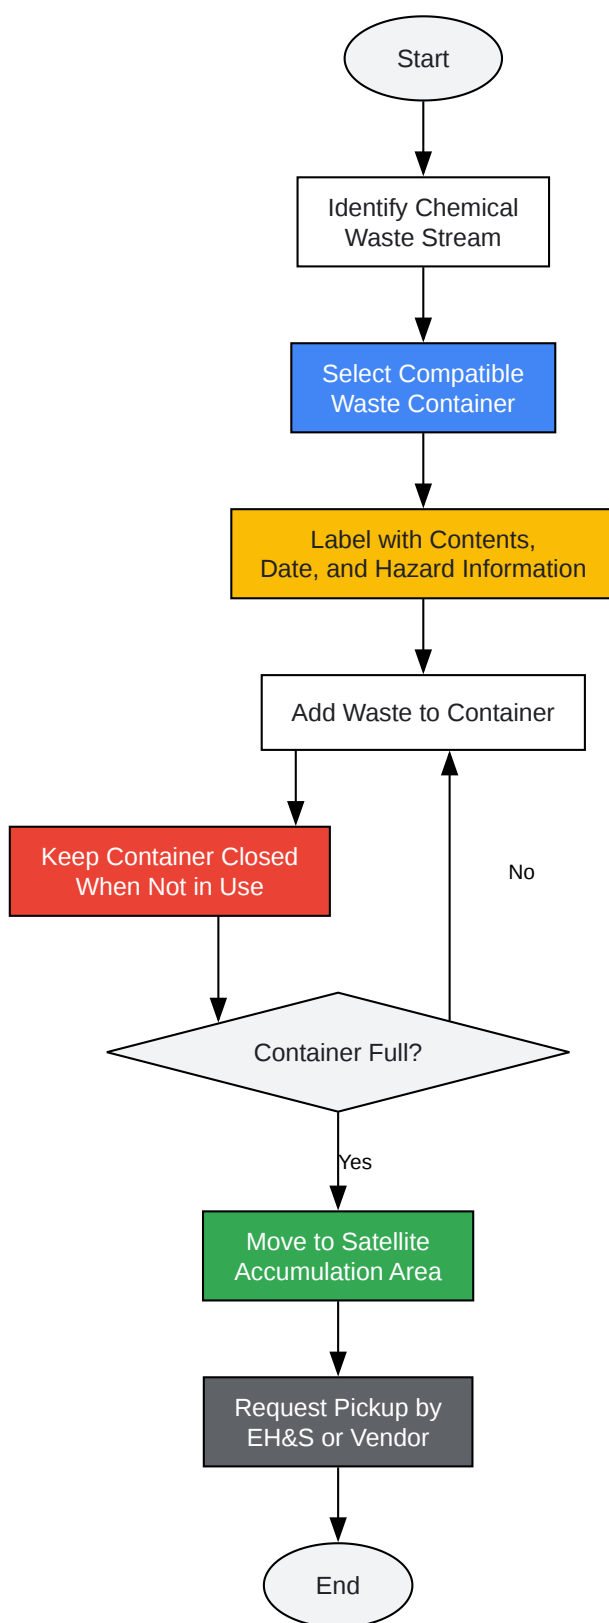 Start
Identify Chemical
Waste Stream
Select Compatible
Waste Container
Label with Contents,
Date, and Hazard Information
Add Waste to Container
Keep Container Closed
When Not in Use
No
Container Full?
Yes
Move to Satellite
Accumulation Area
Request Pickup by
EH&S or Vendor
End